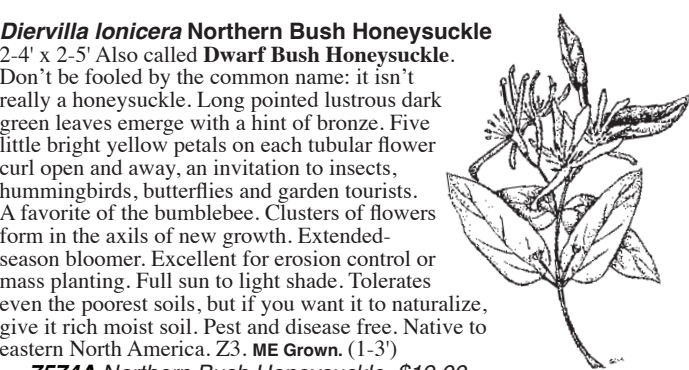 Diervilla lonicera Northern Bush Honeysuckle
2-4' x 2-5' Also called Dwarf Bush Honeysuckle.
Don't be fooled by the common name: it isn't
really a honeysuckle. Long pointed lustrous dark
green leaves emerge with a hint of bronze. Five
little bright yellow petals on each tubular flower
curl open and away, an invitation to insects,
hummingbirds, butterflies and garden tourists.
A favorite of the bumblebee. Clusters of flowers
form in the axils of new growth. Extended-
season bloomer. Excellent for erosion control or
mass planting. Full sun to light shade. Tolerates
even the poorest soils, but if you want it to naturalize,
give it rich moist soil. Pest and disease free. Native to
eastern North America. Z3. ME Grown. (1-3')
7574A Northern Bush Honeysuckle,